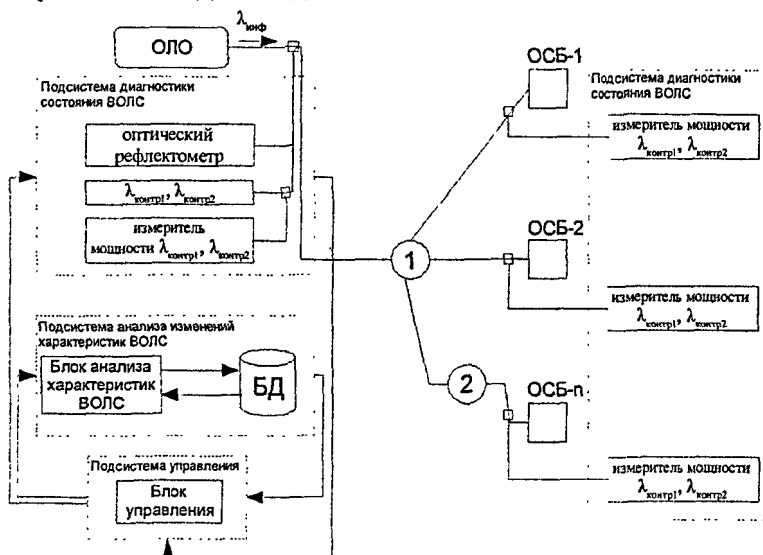 λинф
ОЛО
Подсистема диагностики
состояния ВОЛС
оптический
рефлектометр
λконтр1, λконтр2
измеритель
мощности λконтр1, λконтр2
Подсистема анализа изменений
характеристик ВОЛС
Блок анализа
характеристик
ВОЛС
БД
Подсистема управления
Блок
управления
1
2
ОСБ-1
ОСБ-2
ОСБ-n
Подсистема диагностики
состояния ВОЛС
измеритель мощности
λконтр1, λконтр2
измеритель мощности
λконтр1, λконтр2
измеритель мощности
λконтр1, λконтр2